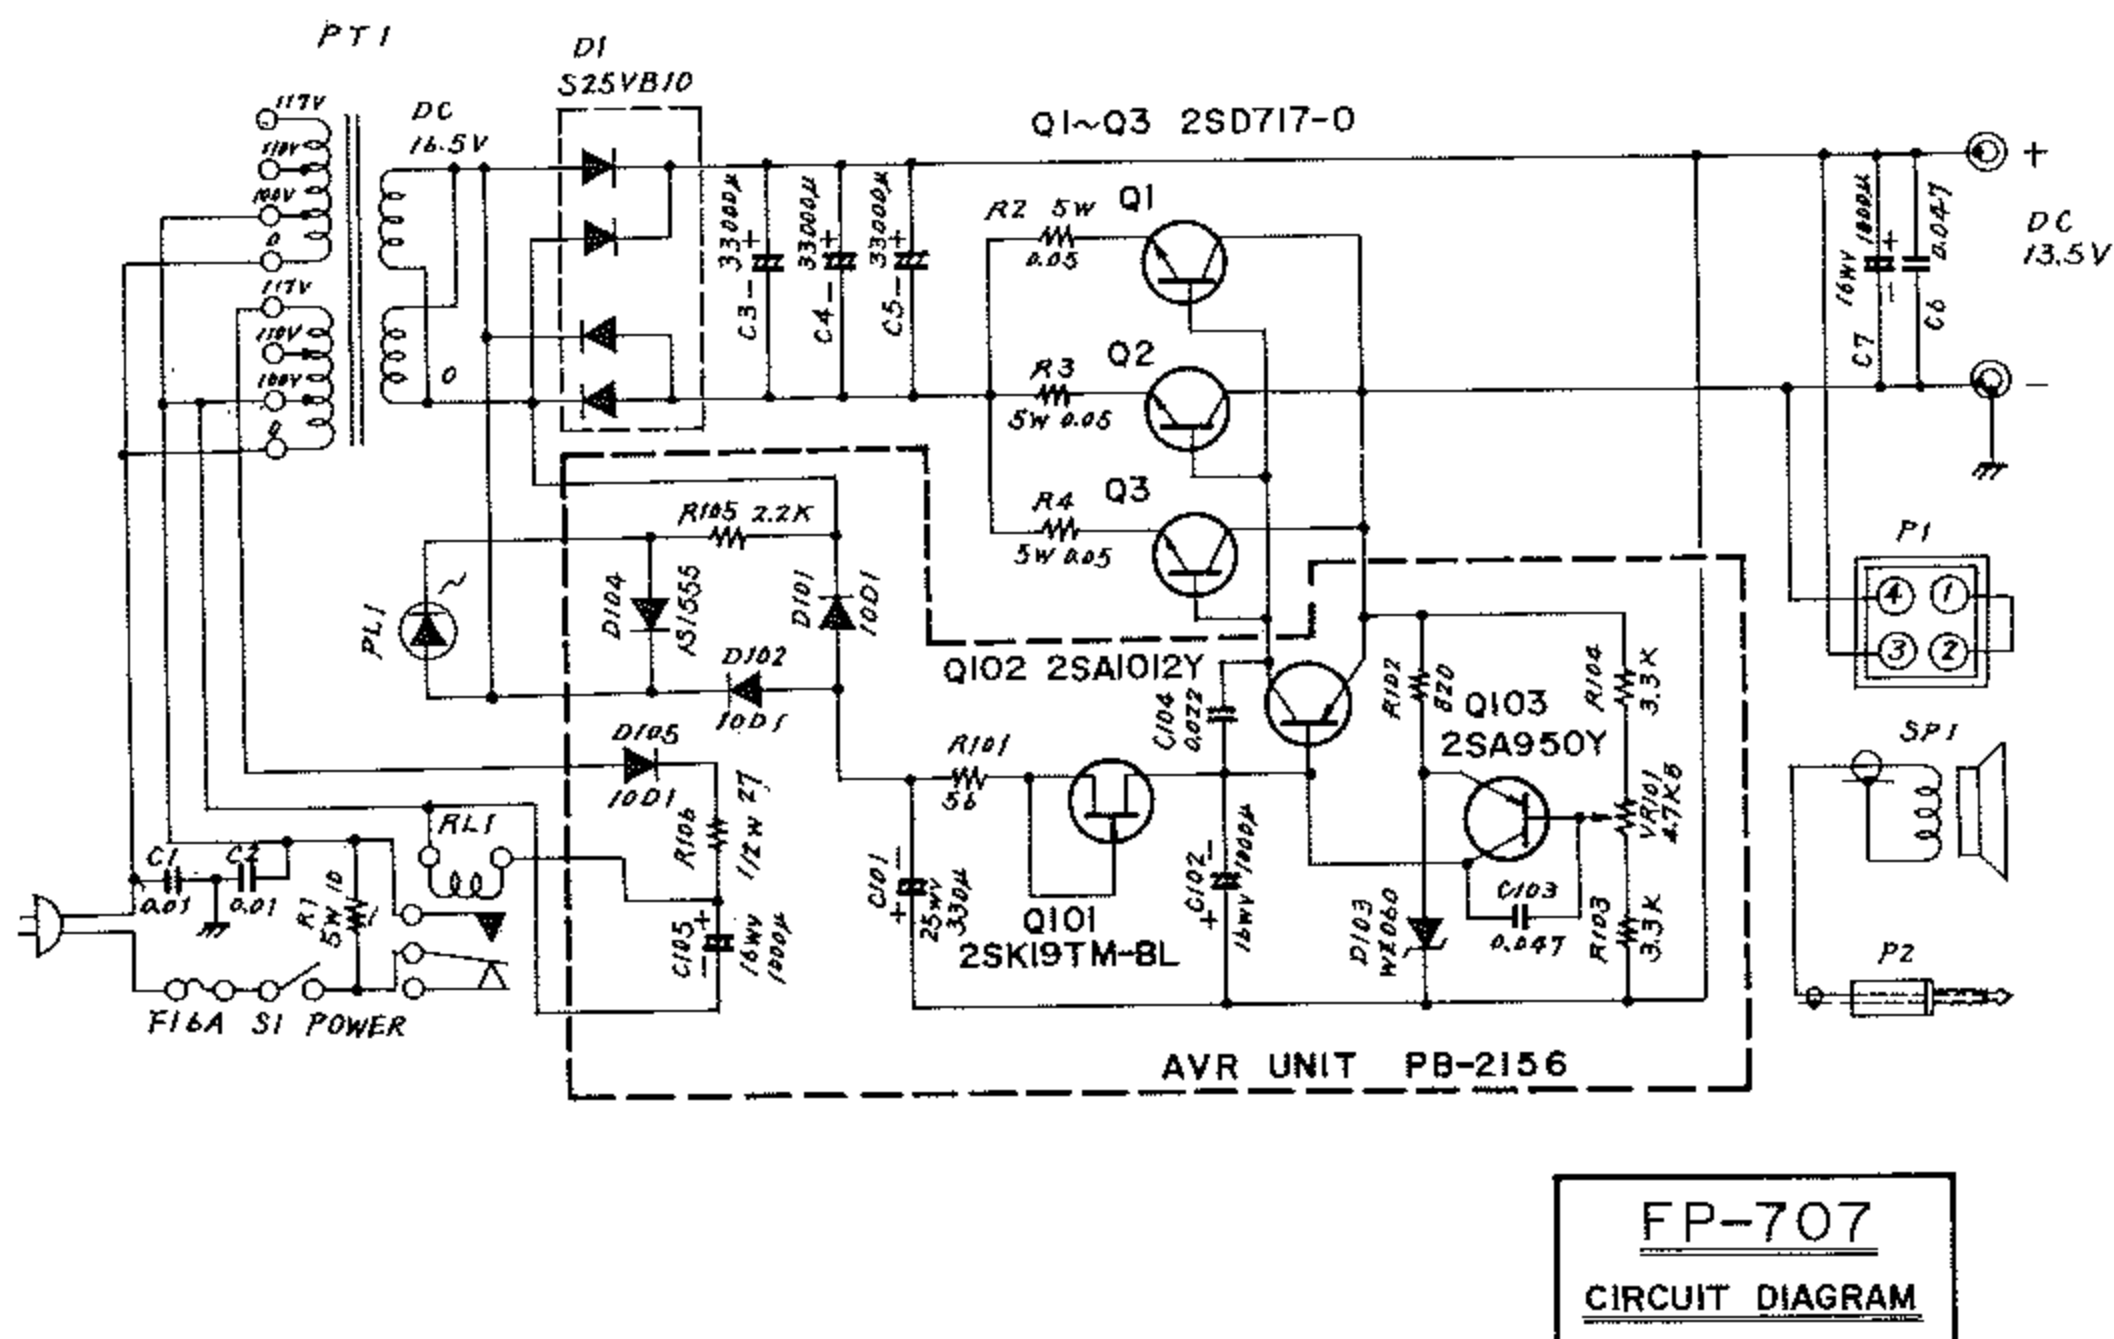 PT1
D1
S25VB10
DC
16.5V
Q1~Q3 2SD717-O
117V
110V
100V
0
117V
110V
100V
0
0
C3
33000μ
+
-
C4
33000μ
+
-
C5
33000μ
+
-
R2 5W
0.05
Q1
R3
5W 0.05
Q2
R4
5W 0.05
Q3
C7
16WV 1000μ
+
-
C6
0.047
+
DC
13.5V
-
R105 2.2K
D104
1S1555
D101
10D1
PL1
D102
10D1
D105
10D1
R106
1/2W 27
C105
+
-
16WV
1000μ
RL1
C1
0.01
C2
0.01
R1
5W 10
F16A S1 POWER
Q102 2SA1012Y
C104
0.022
R101
56
C101
-
+
25WV
330μ
Q101
2SK19TM-BL
C102
-
+
16WV 1000μ
R102
820
Q103
2SA950Y
R104
3.3K
VR101
4.7KB
C103
0.047
D103
WZ060
R103
3.3K
AVR UNIT PB-2156
P1
4 1
3 2
SP1
P2
FP-707
CIRCUIT DIAGRAM